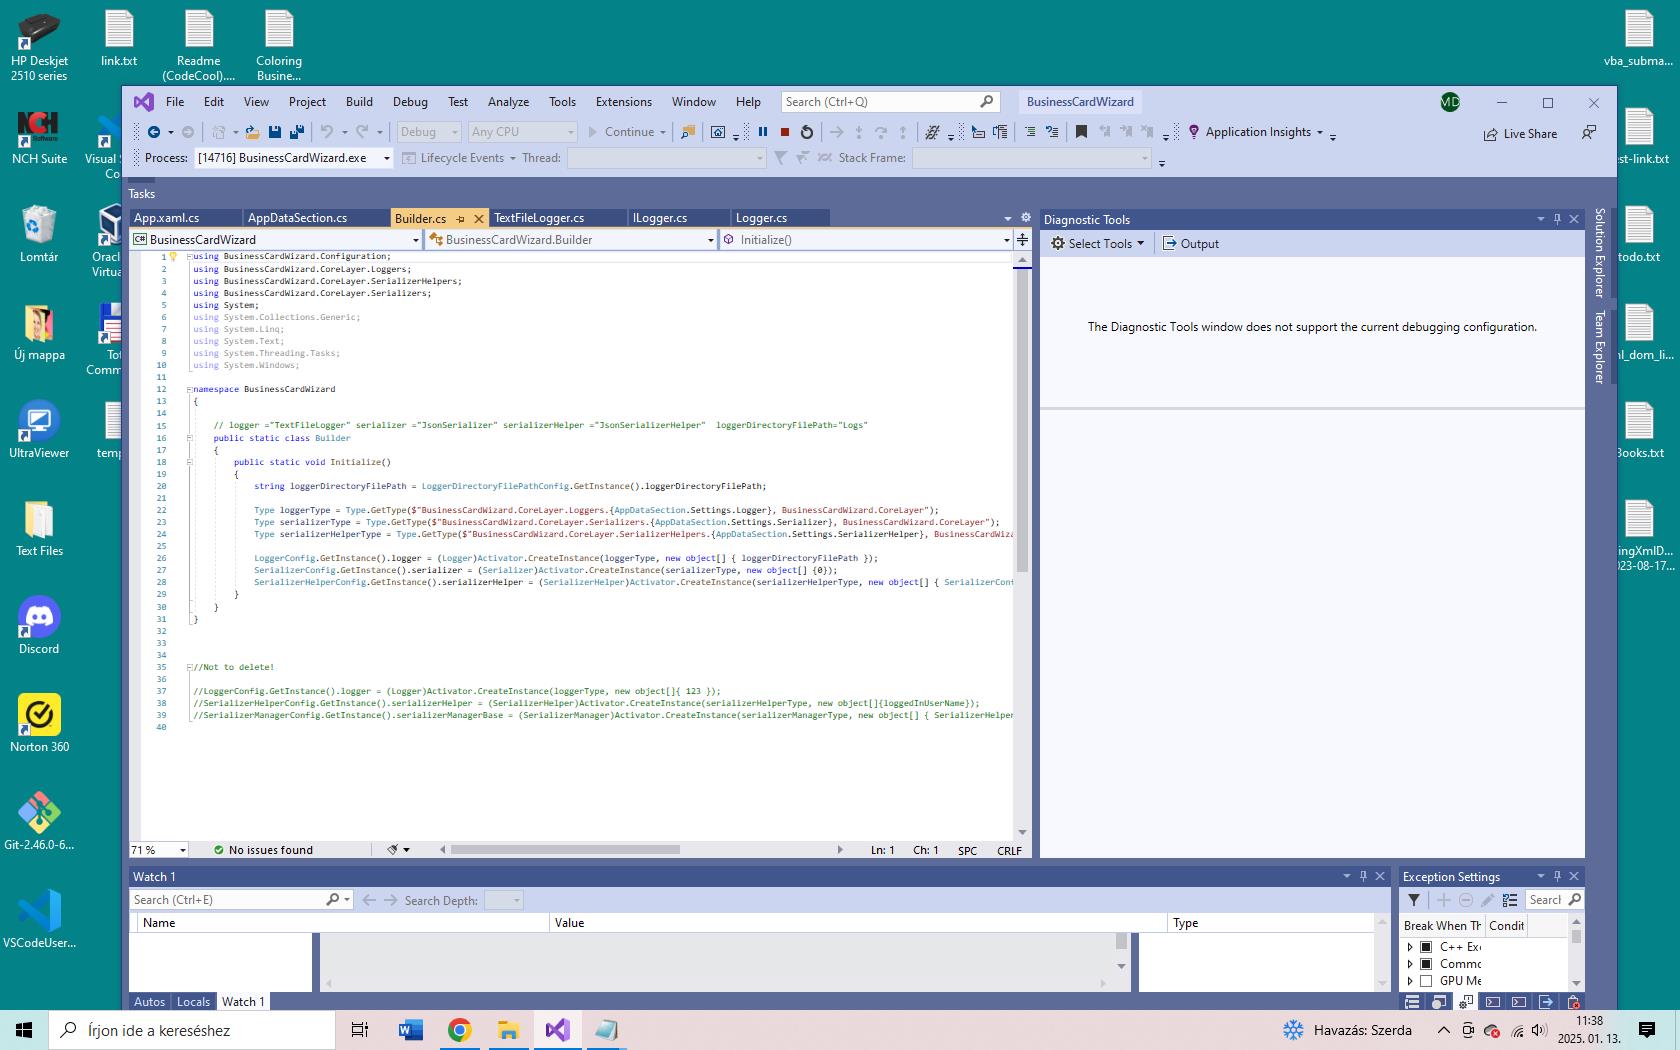 HP Deskjet
2510 series
link.txt
Readme
(CodeCool)....
Coloring
Busine...
vba_subma...
NCH
Software
NCH Suite
Visual S
Co
Lomtár
Oracl
Virtua
Új mappa
Tot
Comm
UltraViewer
temp
Text Files
Discord
Norton 360
Git-2.46.0-6...
VSCodeUser...
est-link.txt
todo.txt
ml_dom_li...
Books.txt
ingXmlD...
023-08-17...
File Edit View Project Build Debug Test Analyze Tools Extensions Window Help
Search (Ctrl+Q)
BusinessCardWizard
MD
Debug
Any CPU
Continue
Application Insights
Live Share
Process: [14716] BusinessCardWizard.exe
Lifecycle Events
Thread:
Stack Frame:
Tasks
App.xaml.cs AppDataSection.cs Builder.cs TextFileLogger.cs ILogger.cs Logger.cs
C# BusinessCardWizard
BusinessCardWizard.Builder
Initialize()
1 using BusinessCardWizard.Configuration;
2 using BusinessCardWizard.CoreLayer.Loggers;
3 using BusinessCardWizard.CoreLayer.SerializerHelpers;
4 using BusinessCardWizard.CoreLayer.Serializers;
5 using System;
6 using System.Collections.Generic;
7 using System.Linq;
8 using System.Text;
9 using System.Threading.Tasks;
10 using System.Windows;
11
12 namespace BusinessCardWizard
13 {
14
15 // logger ="TextFileLogger" serializer ="JsonSerializer" serializerHelper ="JsonSerializerHelper" loggerDirectoryFilePath="Logs"
16 public static class Builder
17 {
18 public static void Initialize()
19 {
20 string loggerDirectoryFilePath = LoggerDirectoryFilePathConfig.GetInstance().loggerDirectoryFilePath;
21
22 Type loggerType = Type.GetType($"BusinessCardWizard.CoreLayer.Loggers.{AppDataSection.Settings.Logger}, BusinessCardWizard.CoreLayer");
23 Type serializerType = Type.GetType($"BusinessCardWizard.CoreLayer.Serializers.{AppDataSection.Settings.Serializer}, BusinessCardWizard.CoreLayer");
24 Type serializerHelperType = Type.GetType($"BusinessCardWizard.CoreLayer.SerializerHelpers.{AppDataSection.Settings.SerializerHelper}, BusinessCardWiza
25
26 LoggerConfig.GetInstance().logger = (Logger)Activator.CreateInstance(loggerType, new object[] { loggerDirectoryFilePath });
27 SerializerConfig.GetInstance().serializer = (Serializer)Activator.CreateInstance(serializerType, new object[] {0});
28 SerializerHelperConfig.GetInstance().serializerHelper = (SerializerHelper)Activator.CreateInstance(serializerHelperType, new object[] { SerializerConf
29 }
30 }
31 }
32
33
34
35 //Not to delete!
36
37 //LoggerConfig.GetInstance().logger = (Logger)Activator.CreateInstance(loggerType, new object[]{ 123 });
38 //SerializerHelperConfig.GetInstance().serializerHelper = (SerializerHelper)Activator.CreateInstance(serializerHelperType, new object[]{loggedInUserName});
39 //SerializerManagerConfig.GetInstance().serializerManagerBase = (SerializerManager)Activator.CreateInstance(serializerManagerType, new object[] { SerializerHelper
40
71 %
No issues found
Ln: 1 Ch: 1 SPC CRLF
Diagnostic Tools
Select Tools Output
The Diagnostic Tools window does not support the current debugging configuration.
Solution Explorer
Team Explorer
Watch 1
Search (Ctrl+E)
Search Depth:
Name Value Type
Autos Locals Watch 1
Exception Settings
Search
Break When Th Condit
C++ Exc
Commo
GPU Me
Írjon ide a kereséshez
Havazás: Szerda
11:38
2025. 01. 13.